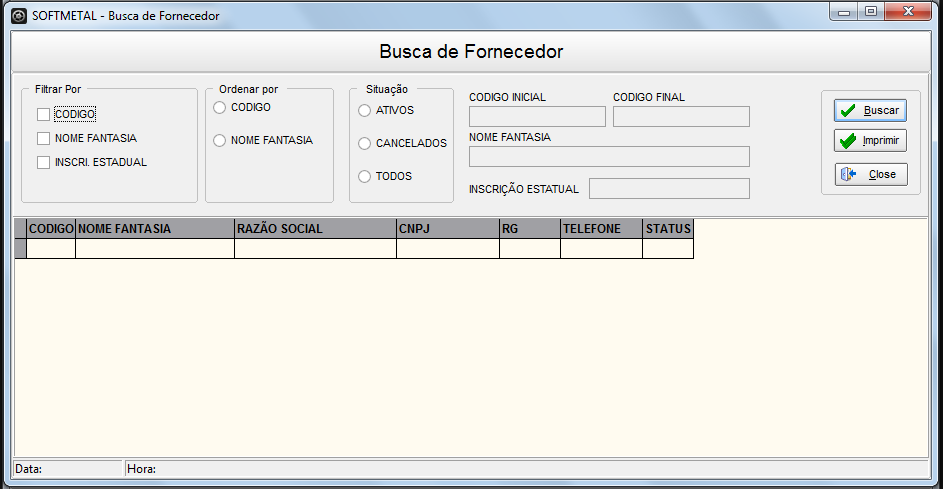 SOFTMETAL - Busca de Fornecedor
Busca de Fornecedor
Filtrar Por
CODIGO
NOME FANTASIA
INSCRI. ESTADUAL
Ordenar por
CODIGO
NOME FANTASIA
Situação
ATIVOS
CANCELADOS
TODOS
CODIGO INICIAL
CODIGO FINAL
NOME FANTASIA
INSCRIÇÃO ESTATUAL
Buscar
Imprimir
Close
CODIGO NOME FANTASIA RAZÃO SOCIAL CNPJ RG TELEFONE STATUS
Data: Hora: